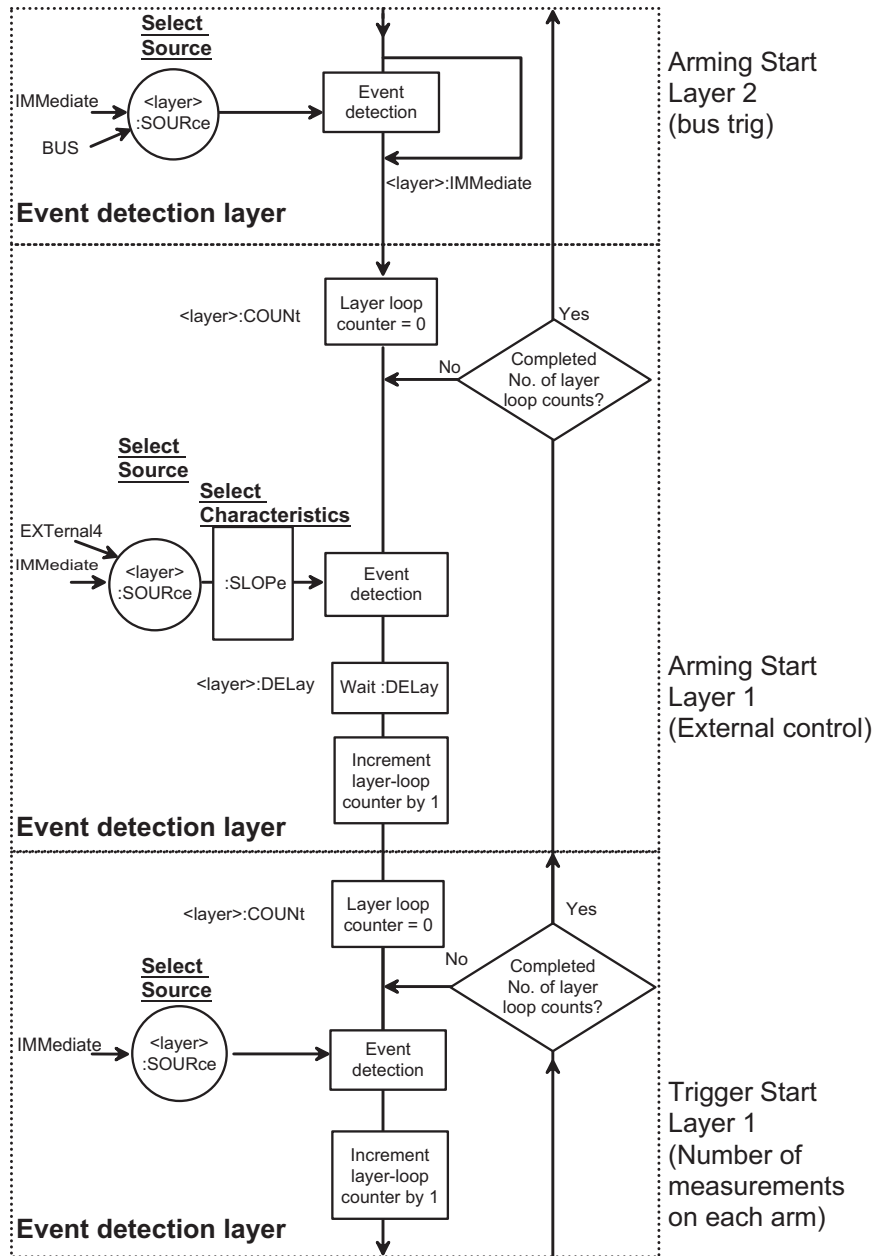 Select
Source
IMMediate
<layer>
:SOURce
BUS
Event
detection
<layer>:IMMediate
Event detection layer
Arming Start
Layer 2
(bus trig)
<layer>:COUNt
Layer loop
counter = 0
Yes
No
Completed
No. of layer
loop counts?
Select
Source
Select
Characteristics
EXTernal4
IMMediate
<layer>
:SOURce
:SLOPe
Event
detection
<layer>:DELay
Wait :DELay
Increment
layer-loop
counter by 1
Event detection layer
Arming Start
Layer 1
(External control)
<layer>:COUNt
Layer loop
counter = 0
Yes
No
Completed
No. of layer
loop counts?
Select
Source
IMMediate
<layer>
:SOURce
Event
detection
Increment
layer-loop
counter by 1
Event detection layer
Trigger Start
Layer 1
(Number of
measurements
on each arm)